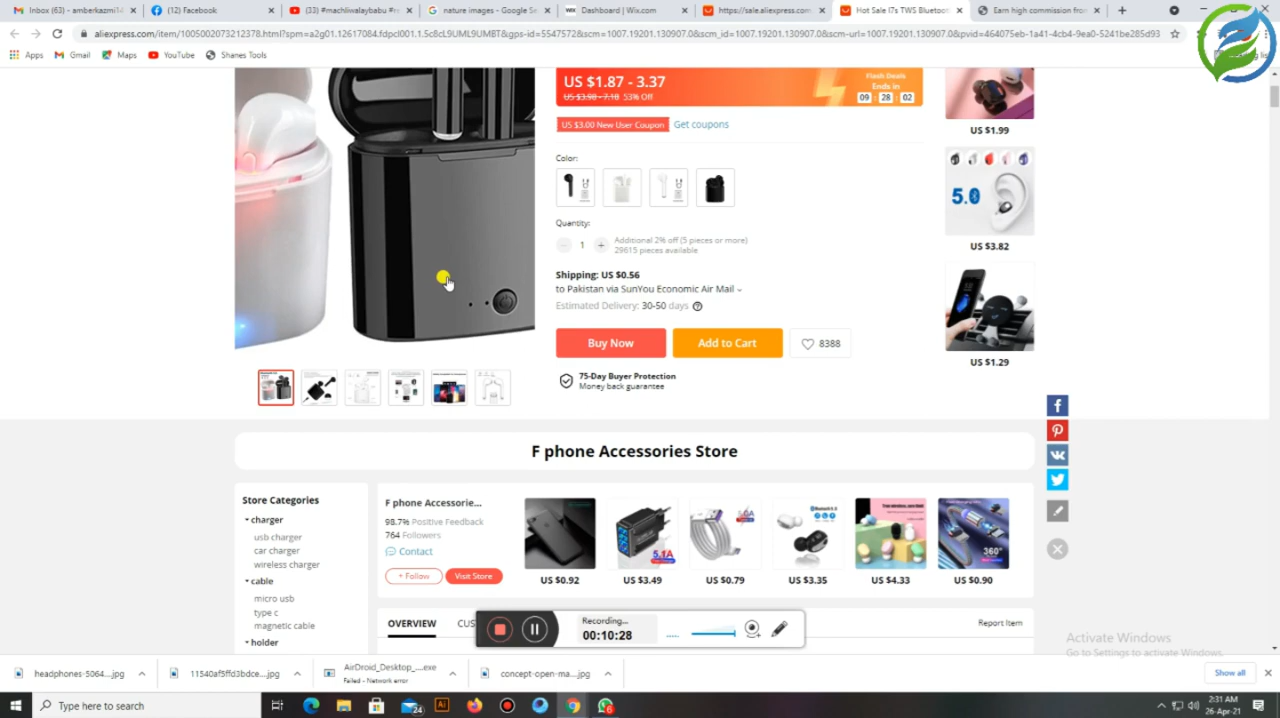 Inbox (63) - amberkazmi14
(12) Facebook
(33) #machliwalaybabu #
nature images - Google Se
Dashboard | Wix.com
https://sale.aliexpress.com
Hot Sale I7s TWS Bluetoot
Earn high commission from
aliexpress.com/item/1005002073212378.html?spm=a2g01.12617084.fdpcl001.1.5c8cL9UML9UMBT&gps-id=5547572&scm=1007.19201.130907.0&scm_id=1007.19201.130907.0&scm-url=1007.19201.130907.0&pvid=464075eb-1a41-4cb4-9ea0-5241be285d93
Apps
Gmail
Maps
YouTube
Shanes Tools
US $1.87 - 3.37
US $3.98 - 7.18 53% Off
Flash Deals
Ends in
09 28 02
US $3.00 New User Coupon Get coupons
US $1.99
Color:
5.0
Quantity:
1
Additional 2% off (5 pieces or more)
29615 pieces available
US $3.82
Shipping: US $0.56
to Pakistan via SunYou Economic Air Mail
Estimated Delivery: 30-50 days
Buy Now
Add to Cart
8388
US $1.29
75-Day Buyer Protection
Money back guarantee
F phone Accessories Store
Store Categories
charger
usb charger
car charger
wireless charger
cable
micro usb
type c
magnetic cable
holder
F phone Accessorie...
98.7% Positive Feedback
764 Followers
Contact
+ Follow
Visit Store
5.1A
360°
US $0.92
US $3.49
US $0.79
US $3.35
US $4.33
US $0.90
OVERVIEW
CUS
Report Item
Recording...
00:10:28
Activate Windows
Go to Settings to activate Windows.
headphones-5064....jpg
11540af5ffd3bdce....jpg
AirDroid_Desktop_....exe
Failed - Network error
concept-open-ma....jpg
Show all
Type here to search
24
6
2:31 AM
26-Apr-21